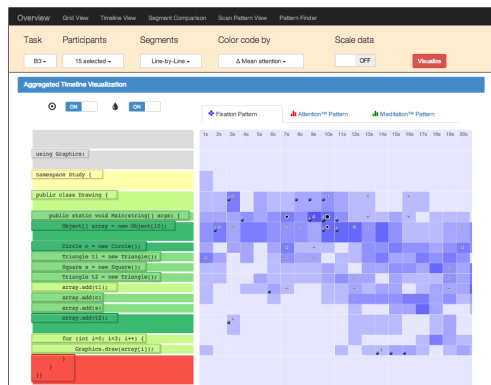 Overview Grid View Timeline View Segment Comparison Scan Pattern View Pattern Finder
Task Participants Segments Color code by Scale data
B3 15 selected Line-by-Line Δ Mean attention OFF Visualize
Aggregated Timeline Visualization
ON ON
Fixation Pattern Attention™ Pattern Meditation™ Pattern
1s 2s 3s 4s 5s 6s 7s 8s 9s 10s 11s 12s 13s 14s 15s 16s 17s 18s 19s 20s
using Graphics;
namespace Study {
public class Drawing {
public static void Main(string[] args) {
Object[] array = new Object[10];
Circle c = new Circle();
Triangle t1 = new Triangle();
Square s = new Square();
Triangle t2 = new Triangle();
array.add(t1);
array.add(c);
array.add(s)
array.add(t2);
for (int i=0; i<3; i++) {
Graphics.draw(array[i]);
}
}
}}